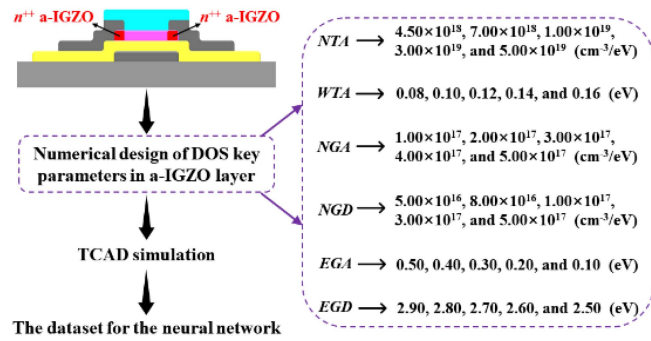 n⁺⁺ a-IGZO n⁺⁺ a-IGZO
Numerical design of DOS key
parameters in a-IGZO layer
TCAD simulation
The dataset for the neural network
NTA → 4.50×10¹⁸, 7.00×10¹⁸, 1.00×10¹⁹,
3.00×10¹⁹, and 5.00×10¹⁹ (cm⁻³/eV)
WTA → 0.08, 0.10, 0.12, 0.14, and 0.16 (eV)
NGA → 1.00×10¹⁷, 2.00×10¹⁷, 3.00×10¹⁷,
4.00×10¹⁷, and 5.00×10¹⁷ (cm⁻³/eV)
NGD → 5.00×10¹⁶, 8.00×10¹⁶, 1.00×10¹⁷,
3.00×10¹⁷, and 5.00×10¹⁷ (cm⁻³/eV)
EGA → 0.50, 0.40, 0.30, 0.20, and 0.10 (eV)
EGD → 2.90, 2.80, 2.70, 2.60, and 2.50 (eV)